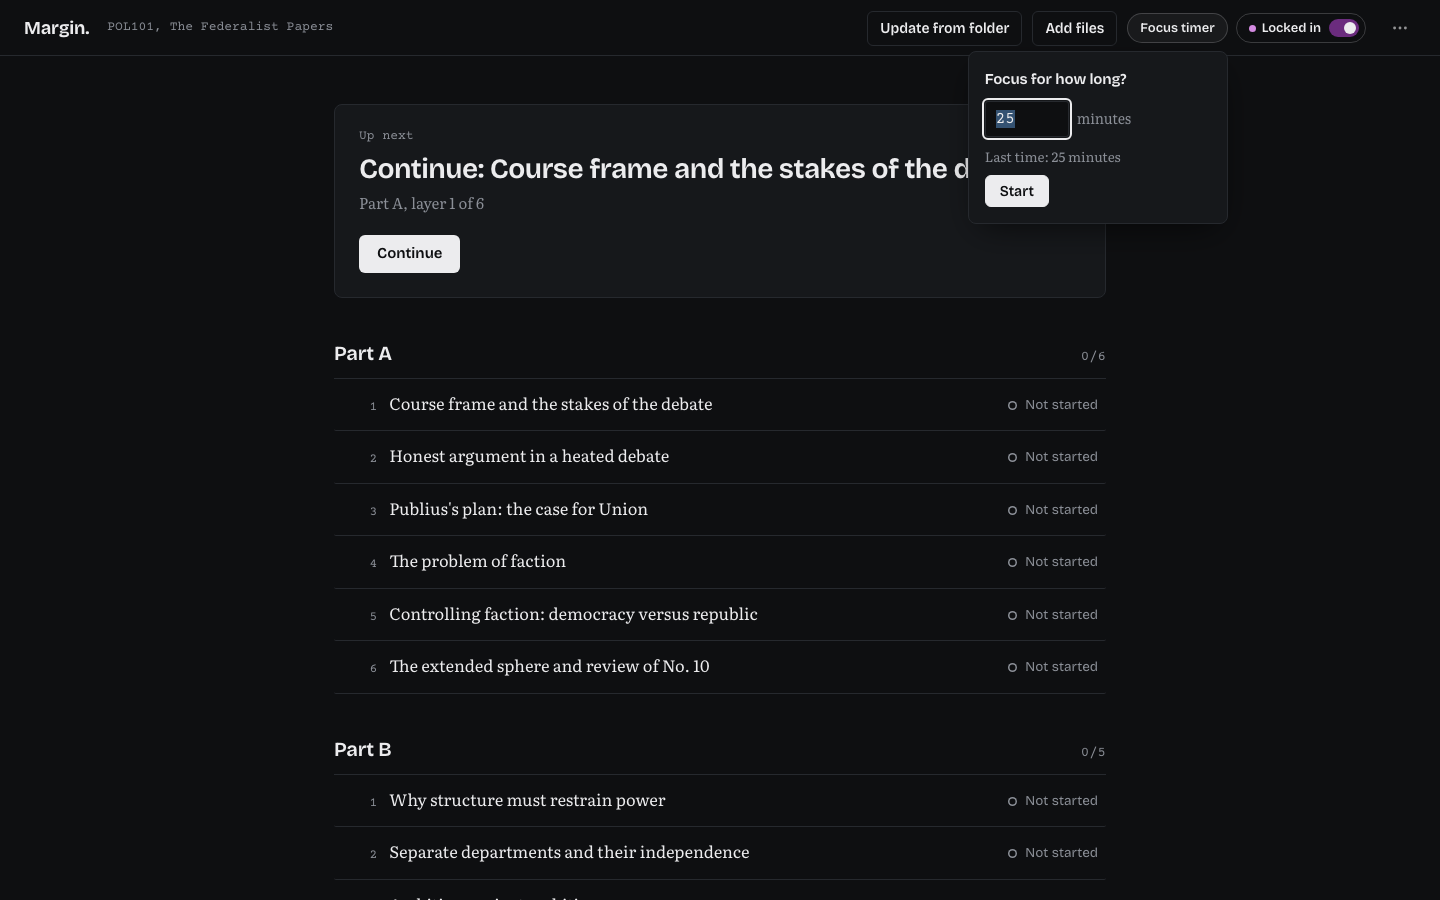 Margin. POL101, The Federalist Papers Update from folder Add files Focus timer Locked in
Focus for how long?
25 minutes
Last time: 25 minutes
Start
Up next
Continue: Course frame and the stakes of the
Part A, layer 1 of 6
Continue
Part A 0/6
1 Course frame and the stakes of the debate Not started
2 Honest argument in a heated debate Not started
3 Publius's plan: the case for Union Not started
4 The problem of faction Not started
5 Controlling faction: democracy versus republic Not started
6 The extended sphere and review of No. 10 Not started
Part B 0/5
1 Why structure must restrain power Not started
2 Separate departments and their independence Not started